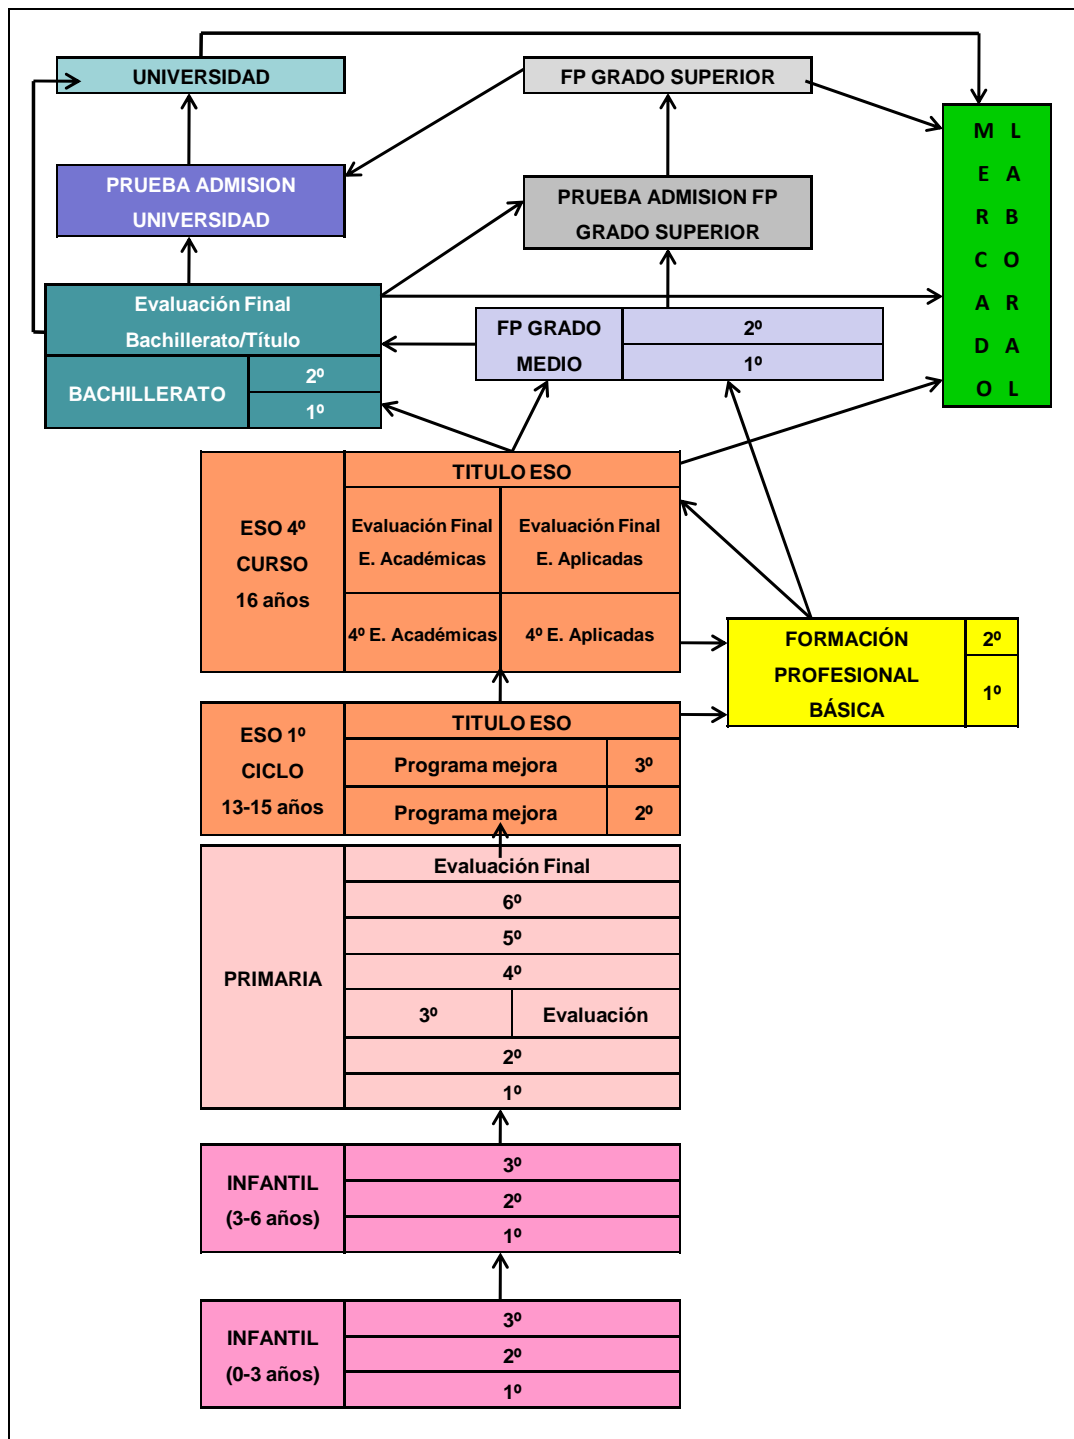 UNIVERSIDAD
FP GRADO SUPERIOR
MERCADO
LABORAL
PRUEBA ADMISION
UNIVERSIDAD
PRUEBA ADMISION FP
GRADO SUPERIOR
Evaluación Final
Bachillerato/Título
BACHILLERATO
2º
1º
FP GRADO
MEDIO
2º
1º
ESO 4º
CURSO
16 años
TITULO ESO
Evaluación Final
E. Académicas
Evaluación Final
E. Aplicadas
4º E. Académicas
4º E. Aplicadas
FORMACIÓN
PROFESIONAL
BÁSICA
2º
1º
ESO 1º
CICLO
13-15 años
TITULO ESO
Programa mejora
3º
Programa mejora
2º
PRIMARIA
Evaluación Final
6º
5º
4º
3º
Evaluación
2º
1º
INFANTIL
(3-6 años)
3º
2º
1º
INFANTIL
(0-3 años)
3º
2º
1º